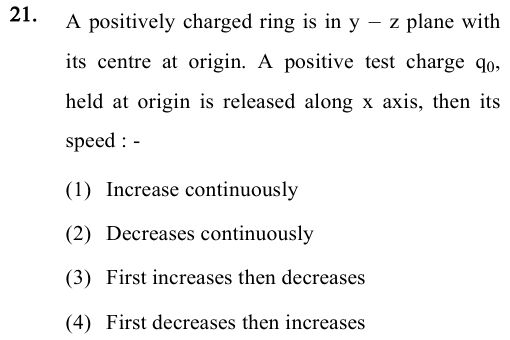 21. A positively charged ring is in y – z plane with
its centre at origin. A positive test charge q₀,
held at origin is released along x axis, then its
speed : -
(1) Increase continuously
(2) Decreases continuously
(3) First increases then decreases
(4) First decreases then increases